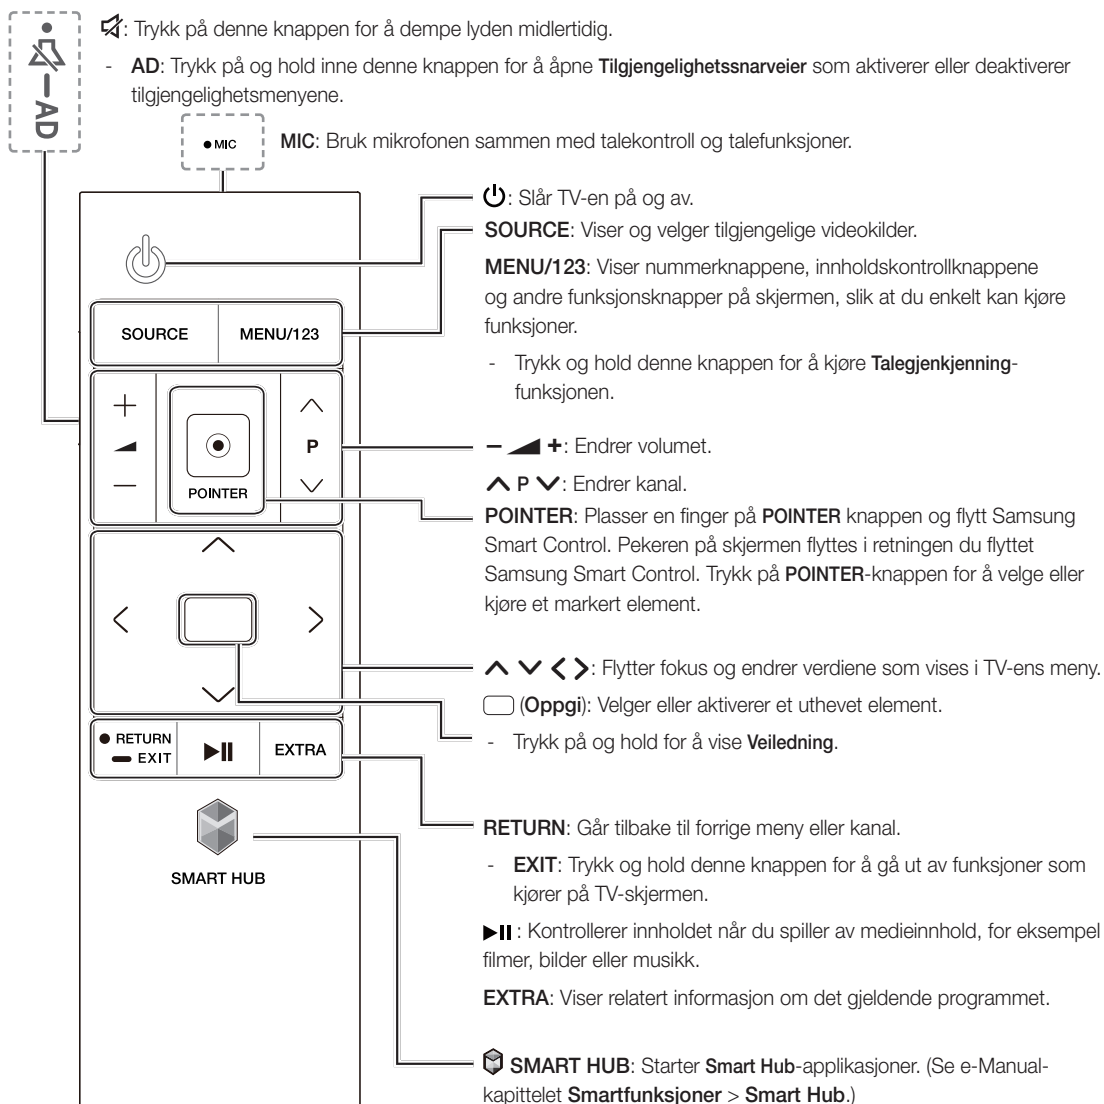 : Trykk på denne knappen for å dempe lyden midlertidig.
- AD: Trykk på og hold inne denne knappen for å åpne Tilgjengelighetssnarveier som aktiverer eller deaktiverer
tilgjengelighetsmenyene.
AD
MIC
MIC: Bruk mikrofonen sammen med talekontroll og talefunksjoner.
: Slår TV-en på og av.
SOURCE: Viser og velger tilgjengelige videokilder.
MENU/123: Viser nummerknappene, innholdskontrollknappene
og andre funksjonsknapper på skjermen, slik at du enkelt kan kjøre
funksjoner.
- Trykk og hold denne knappen for å kjøre Talegjenkjenning-
funksjonen.
SOURCE
MENU/123
+
—
P
POINTER
− +: Endrer volumet.
P : Endrer kanal.
POINTER: Plasser en finger på POINTER knappen og flytt Samsung
Smart Control. Pekeren på skjermen flyttes i retningen du flyttet
Samsung Smart Control. Trykk på POINTER-knappen for å velge eller
kjøre et markert element.
: Flytter fokus og endrer verdiene som vises i TV-ens meny.
(Oppgi): Velger eller aktiverer et uthevet element.
- Trykk på og hold for å vise Veiledning.
RETURN
EXIT
EXTRA
SMART HUB
RETURN: Går tilbake til forrige meny eller kanal.
- EXIT: Trykk og hold denne knappen for å gå ut av funksjoner som
kjører på TV-skjermen.
: Kontrollerer innholdet når du spiller av medieinnhold, for eksempel
filmer, bilder eller musikk.
EXTRA: Viser relatert informasjon om det gjeldende programmet.
SMART HUB: Starter Smart Hub-applikasjoner. (Se e-Manual-
kapittelet Smartfunksjoner > Smart Hub.)